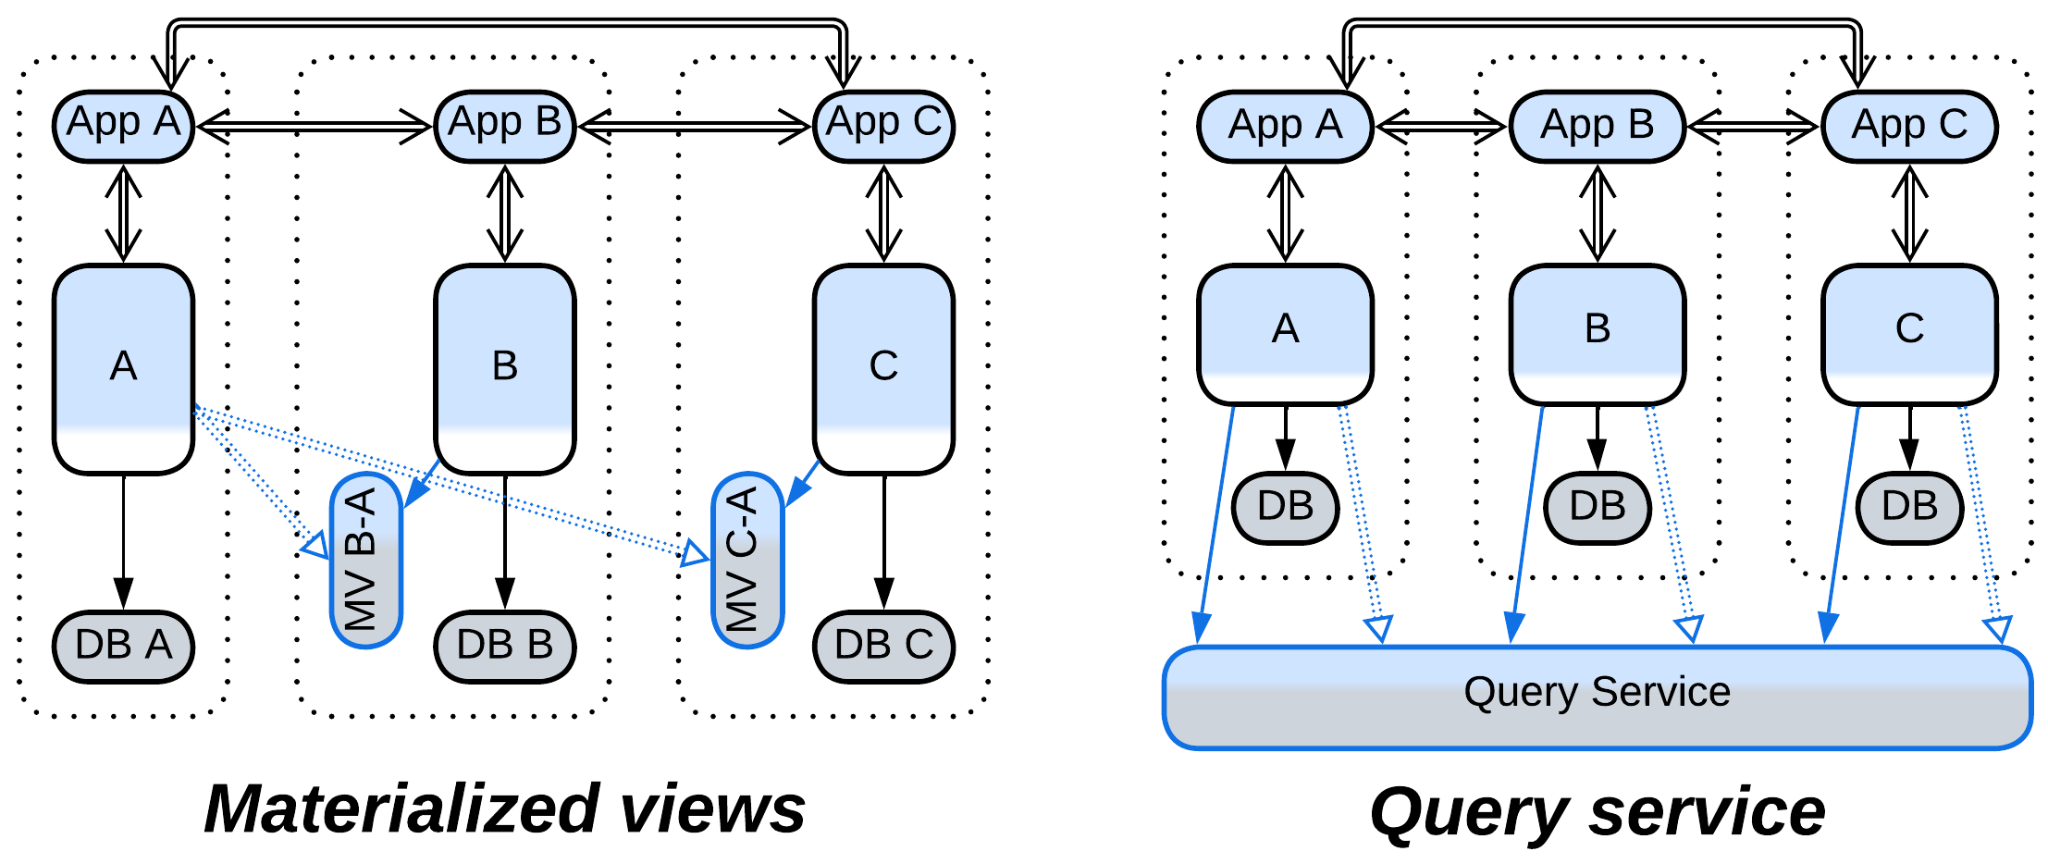 App A
App B
App C
A
B
C
MV B-A
MV C-A
DB A
DB B
DB C
Materialized views
App A
App B
App C
A
B
C
DB
DB
DB
Query Service
Query service